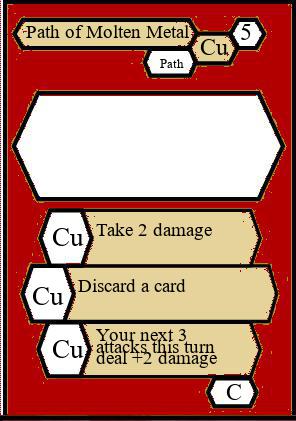 Path of Molten Metal
Cu
5
Path
Cu
Take 2 damage
Cu
Discard a card
Cu
Your next 3
attacks this turn
deal +2 damage
C